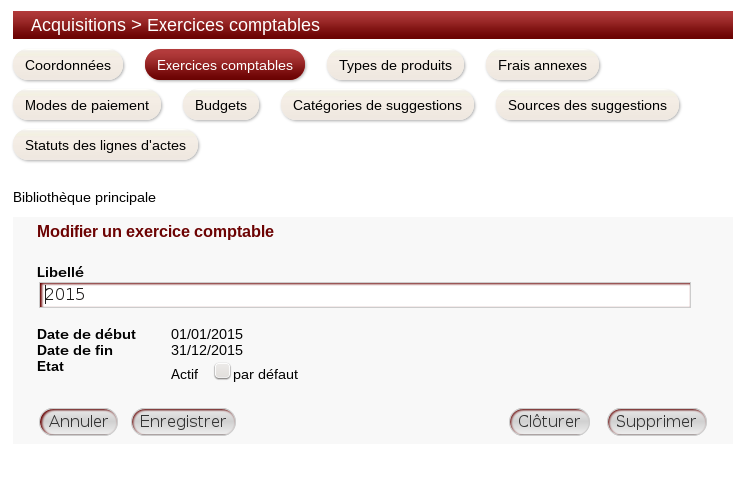 Acquisitions > Exercices comptables
Coordonnées Exercices comptables Types de produits Frais annexes
Modes de paiement Budgets Catégories de suggestions Sources des suggestions
Statuts des lignes d'actes
Bibliothèque principale
Modifier un exercice comptable
Libellé
2015
Date de début 01/01/2015
Date de fin 31/12/2015
Etat Actif par défaut
Annuler Enregistrer Clôturer Supprimer